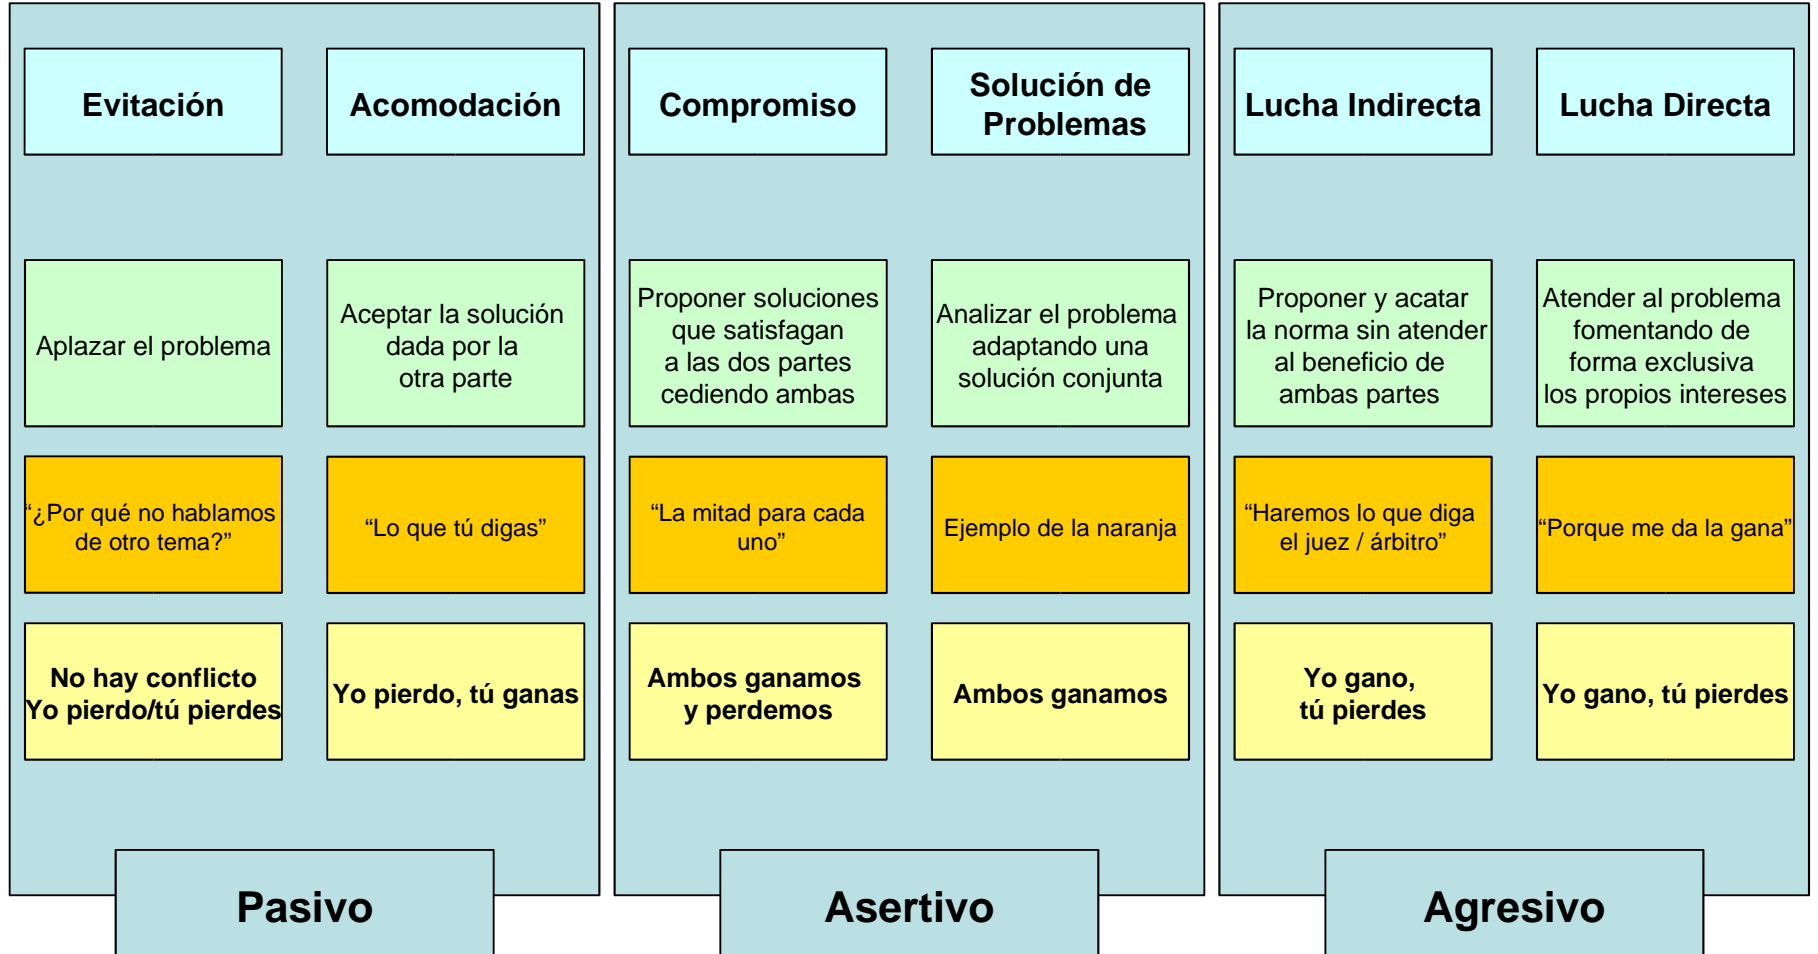 Evitación
Acomodación
Compromiso
Solución de
Problemas
Lucha Indirecta
Lucha Directa
Aplazar el problema
Aceptar la solución
dada por la
otra parte
Proponer soluciones
que satisfagan
a las dos partes
cediendo ambas
Analizar el problema
adaptando una
solución conjunta
Proponer y acatar
la norma sin atender
al beneficio de
ambas partes
Atender al problema
fomentando de
forma exclusiva
los propios intereses
“¿Por qué no hablamos
de otro tema?”
“Lo que tú digas”
“La mitad para cada
uno”
Ejemplo de la naranja
“Haremos lo que diga
el juez / árbitro”
“Porque me da la gana”
No hay conflicto
Yo pierdo/tú pierdes
Yo pierdo, tú ganas
Ambos ganamos
y perdemos
Ambos ganamos
Yo gano,
tú pierdes
Yo gano, tú pierdes
Pasivo
Asertivo
Agresivo